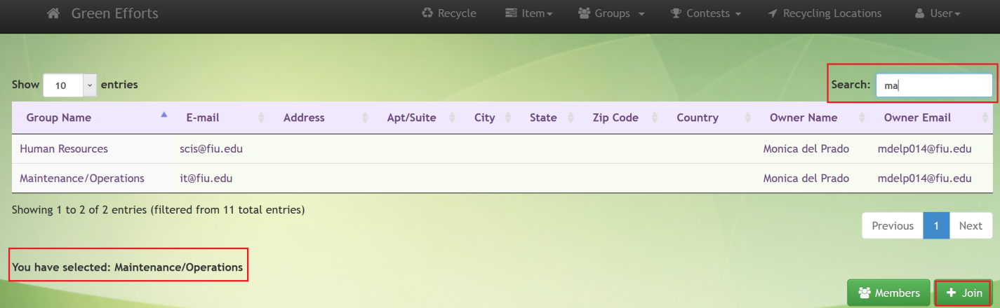 Green Efforts Recycle Item Groups Contests Recycling Locations User
Show 10 entries Search: ma
Group Name E-mail Address Apt/Suite City State Zip Code Country Owner Name Owner Email
Human Resources scis@fiu.edu Monica del Prado mdelp014@fiu.edu
Maintenance/Operations it@fiu.edu Monica del Prado mdelp014@fiu.edu
Showing 1 to 2 of 2 entries (filtered from 11 total entries)
Previous 1 Next
You have selected: Maintenance/Operations
Members Join